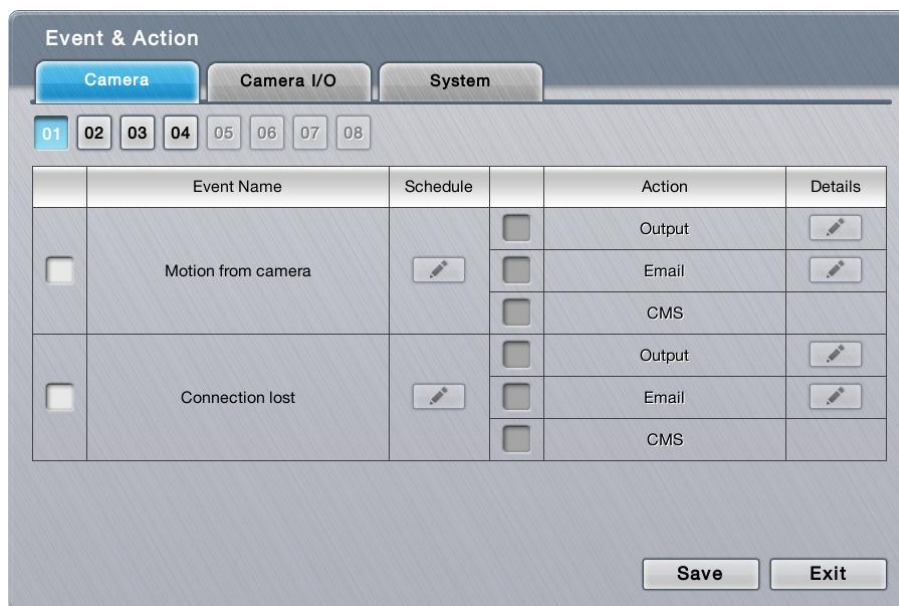 Event & Action
Camera Camera I/O System
01 02 03 04 05 06 07 08
Event Name Schedule Action Details
Output
Motion from camera Email
CMS
Output
Connection lost Email
CMS
Save Exit